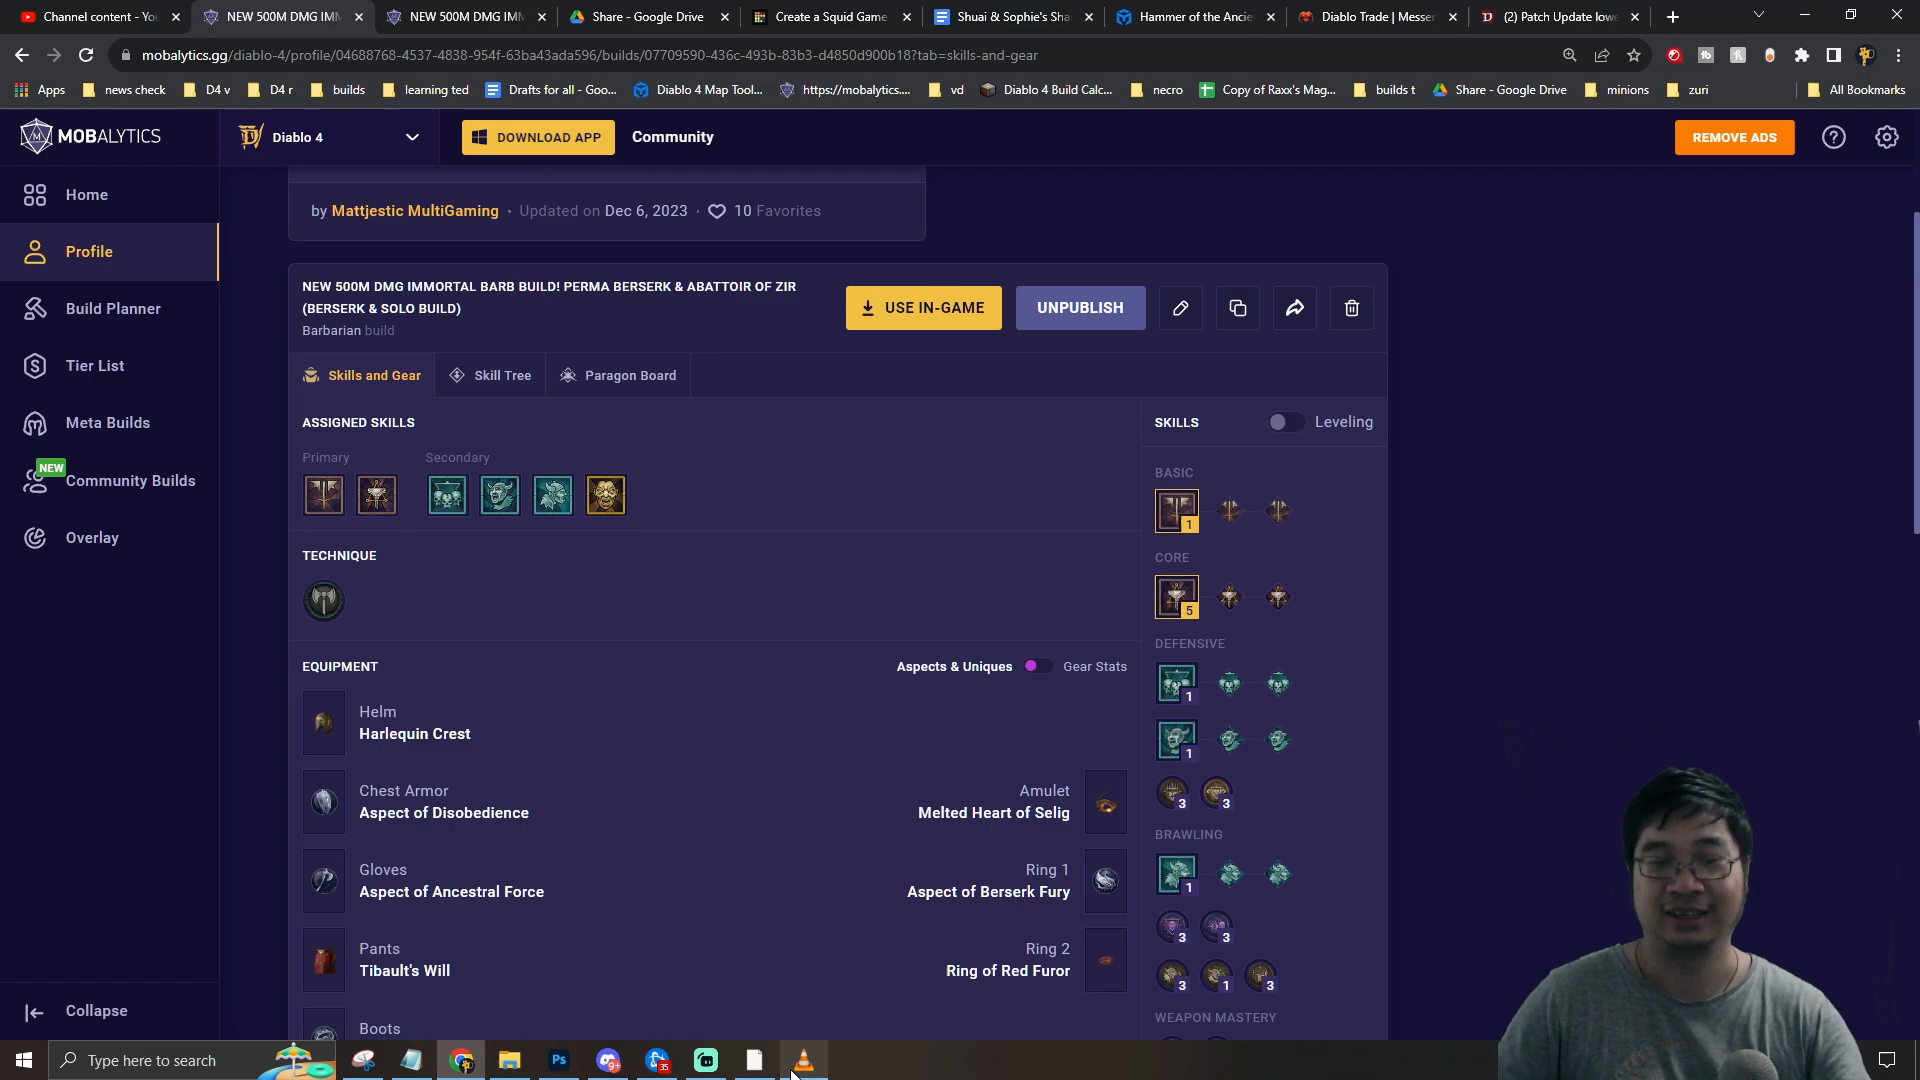 Channel content - Yo
NEW 500M DMG IM
NEW 500M DMG IM
Share - Google Drive
Create a Squid Game
Shuai & Sophie's Sha
Hammer of the Ancie
Diablo Trade | Messen
(2) Patch Update lowe
mobalytics.gg/diablo-4/profile/04688768-4537-4838-954f-63ba43ada596/builds/07709590-436c-493b-83b3-d4850d900b18?tab=skills-and-gear
Apps
news check
D4 v
D4 r
builds
learning ted
Drafts for all - Goo...
Diablo 4 Map Tool...
https://mobalytics....
vd
Diablo 4 Build Calc...
necro
Copy of Raxx's Mag...
builds t
Share - Google Drive
minions
zuri
All Bookmarks
MOBALYTICS
Diablo 4
DOWNLOAD APP
Community
REMOVE ADS
Home
Profile
Build Planner
Tier List
Meta Builds
NEW
Community Builds
Overlay
Collapse
by Mattjestic MultiGaming • Updated on Dec 6, 2023 • 10 Favorites
NEW 500M DMG IMMORTAL BARB BUILD! PERMA BERSERK & ABATTOIR OF ZIR
(BERSERK & SOLO BUILD)
Barbarian build
USE IN-GAME
UNPUBLISH
Skills and Gear
Skill Tree
Paragon Board
ASSIGNED SKILLS
Primary
Secondary
TECHNIQUE
EQUIPMENT
Aspects & Uniques
Gear Stats
Helm
Harlequin Crest
Chest Armor
Aspect of Disobedience
Amulet
Melted Heart of Selig
Gloves
Aspect of Ancestral Force
Ring 1
Aspect of Berserk Fury
Pants
Tibault's Will
Ring 2
Ring of Red Furor
Boots
SKILLS
Leveling
BASIC
1
CORE
5
DEFENSIVE
1
1
3
3
BRAWLING
1
3
3
3
1
3
WEAPON MASTERY
Type here to search
Ps
9+
35